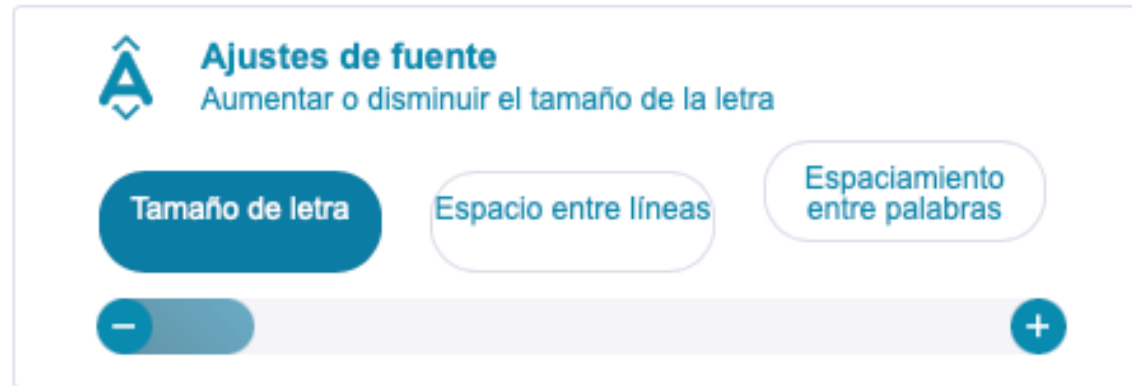 Ajustes de fuente
Aumentar o disminuir el tamaño de la letra
Tamaño de letra
Espacio entre líneas
Espaciamiento
entre palabras